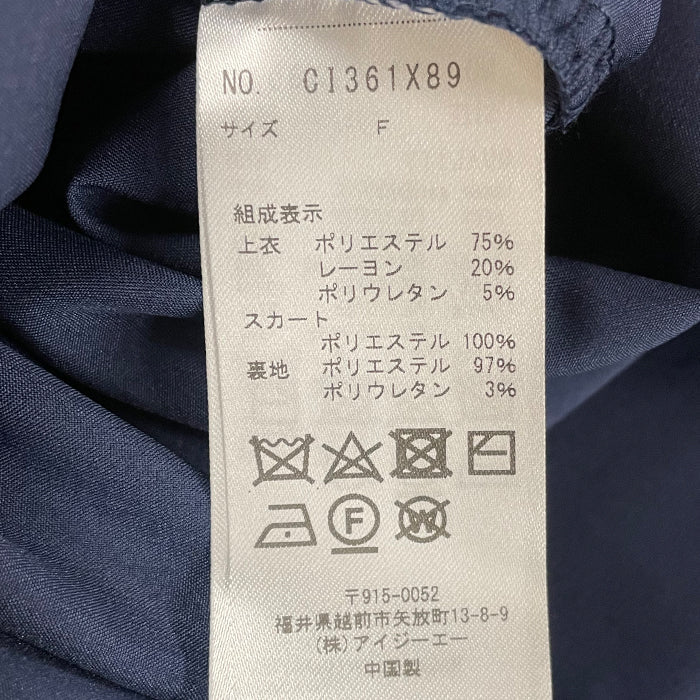 NO. CI361X89
サイズ F
組成表示
上衣 ポリエステル 75%
レーヨン 20%
ポリウレタン 5%
スカート
ポリエステル 100%
裏地 ポリエステル 97%
ポリウレタン 3%
F W
〒915-0052
福井県越前市矢放町13-8-9
(株)アイジーエー
中国製